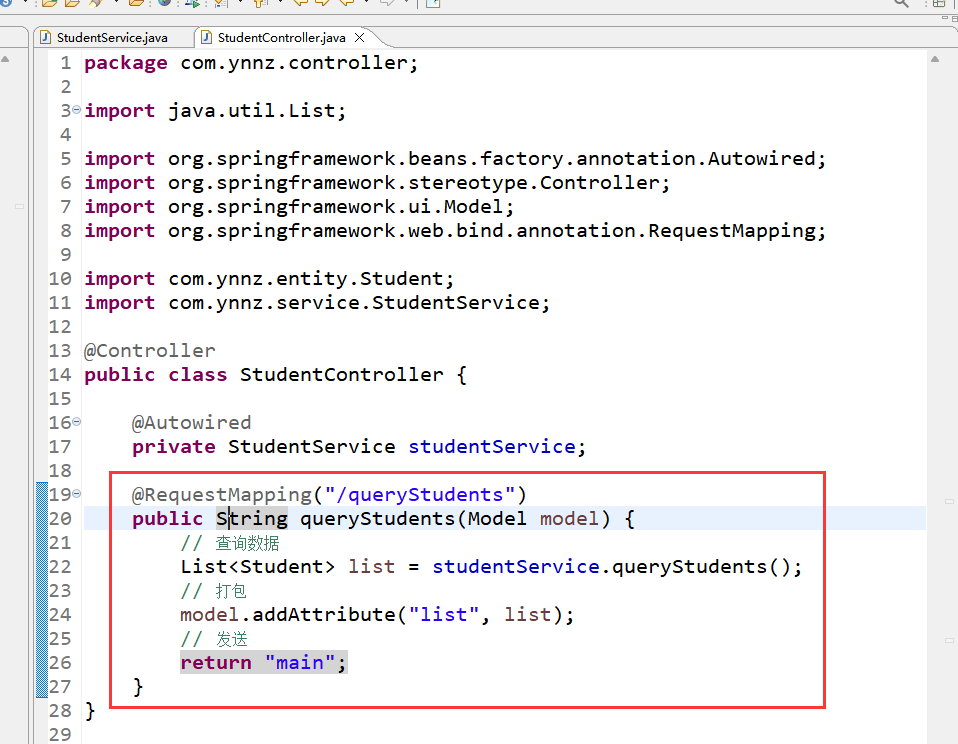 StudentService.java StudentController.java
1 package com.ynnz.controller;
2
3 import java.util.List;
4
5 import org.springframework.beans.factory.annotation.Autowired;
6 import org.springframework.stereotype.Controller;
7 import org.springframework.ui.Model;
8 import org.springframework.web.bind.annotation.RequestMapping;
9
10 import com.ynnz.entity.Student;
11 import com.ynnz.service.StudentService;
12
13 @Controller
14 public class StudentController {
15
16 @Autowired
17 private StudentService studentService;
18
19 @RequestMapping("/queryStudents")
20 public String queryStudents(Model model) {
21 // 查询数据
22 List<Student> list = studentService.queryStudents();
23 // 打包
24 model.addAttribute("list", list);
25 // 发送
26 return "main";
27 }
28 }
29